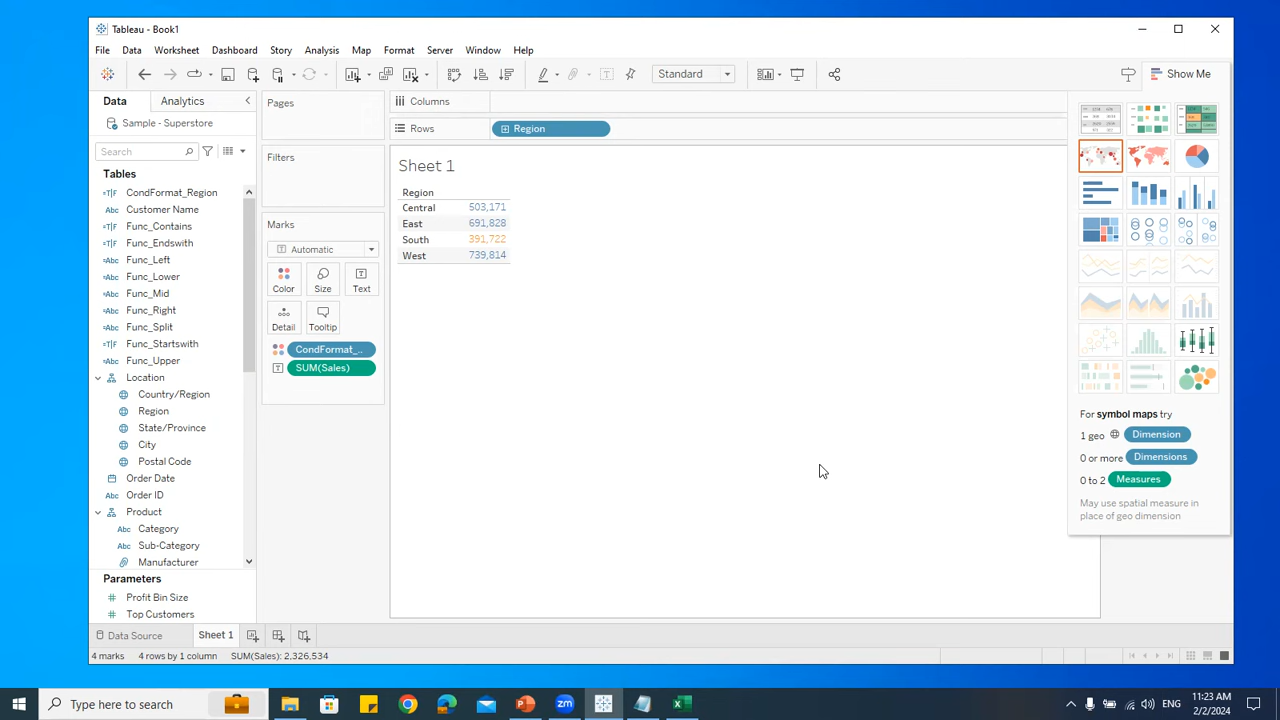 Tableau - Book1
File Data Worksheet Dashboard Story Analysis Map Format Server Window Help
Standard
Show Me
Data Analytics
Pages
Columns
Sample - Superstore
Rows Region
Search
Filters
Sheet 1
Tables
Region
CondFormat_Region
Central 503,171
Customer Name
East 691,828
Func_Contains
Marks
South 391,722
Func_Endswith
Automatic
West 739,814
Func_Left
Func_Lower
Color Size Text
Func_Mid
Func_Right
Detail Tooltip
Func_Split
Func_Startswith
CondFormat_..
Func_Upper
SUM(Sales)
Location
Country/Region
Region
State/Province
City
Postal Code
Order Date
Order ID
Product
Category
Sub-Category
Manufacturer
For symbol maps try
1 geo Dimension
0 or more Dimensions
0 to 2 Measures
May use spatial measure in
place of geo dimension
Parameters
Profit Bin Size
Top Customers
Data Source Sheet 1
4 marks 4 rows by 1 column SUM(Sales): 2,326,534
Type here to search
ENG
11:23 AM
2/2/2024